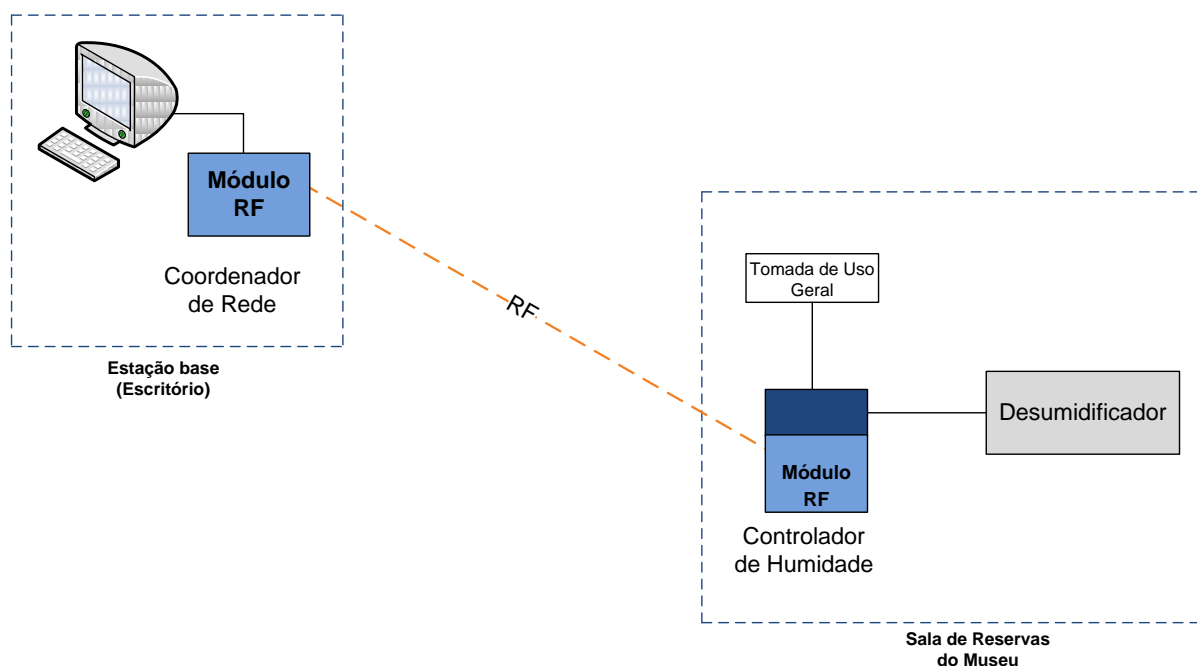 Módulo
RF
Coordenador
de Rede
Estação base
(Escritório)
RF
Tomada de Uso
Geral
Desumidificador
Módulo
RF
Controlador
de Humidade
Sala de Reservas
do Museu